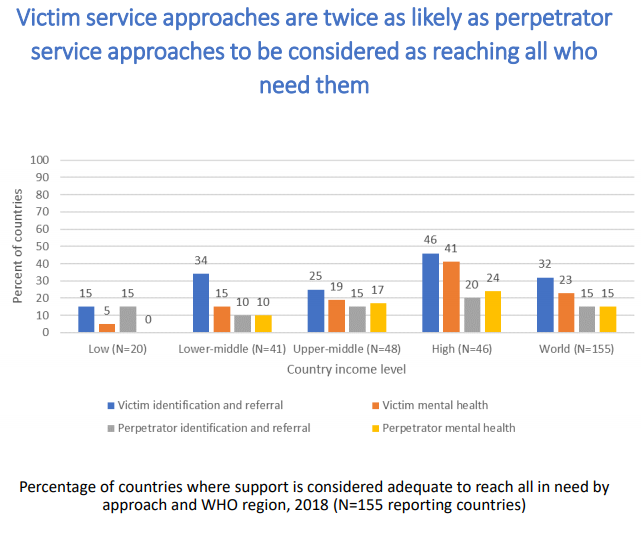 Victim service approaches are twice as likely as perpetrator
service approaches to be considered as reaching all who
need them
100
90
80
70
60
50
40
30
20
10
0
Percent of countries
15
5
15
0
34
15
10
10
25
19
15
17
46
41
20
24
32
23
15
15
Low (N=20)
Lower-middle (N=41)
Upper-middle (N=48)
High (N=46)
World (N=155)
Country income level
Victim identification and referral
Victim mental health
Perpetrator identification and referral
Perpetrator mental health
Percentage of countries where support is considered adequate to reach all in need by
approach and WHO region, 2018 (N=155 reporting countries)